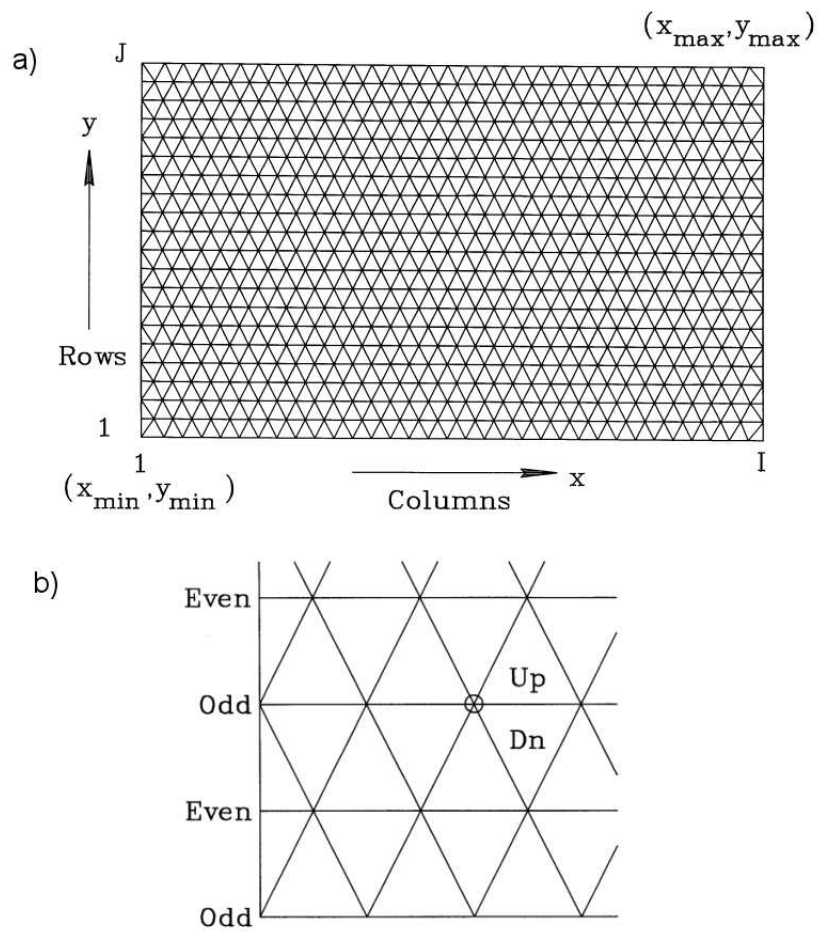 a)
J
(x_max,y_max)
y
Rows
1
1
I
(x_min,y_min)
x
Columns
b)
Even
Up
Odd
Dn
Even
Odd